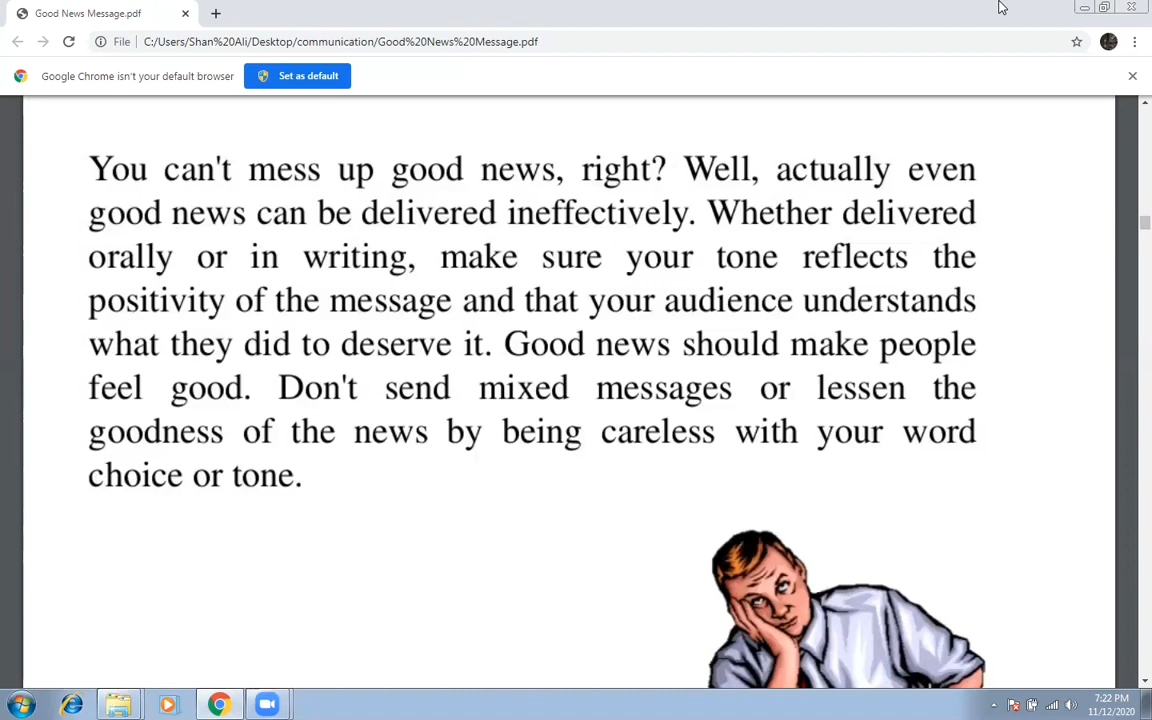 Good News Message.pdf
File
C:/Users/Shan%20Ali/Desktop/communication/Good%20News%20Message.pdf
Google Chrome isn't your default browser
Set as default
You can't mess up good news, right? Well, actually even
good news can be delivered ineffectively. Whether delivered
orally or in writing, make sure your tone reflects the
positivity of the message and that your audience understands
what they did to deserve it. Good news should make people
feel good. Don't send mixed messages or lessen the
goodness of the news by being careless with your word
choice or tone.
7:22 PM
11/12/2020